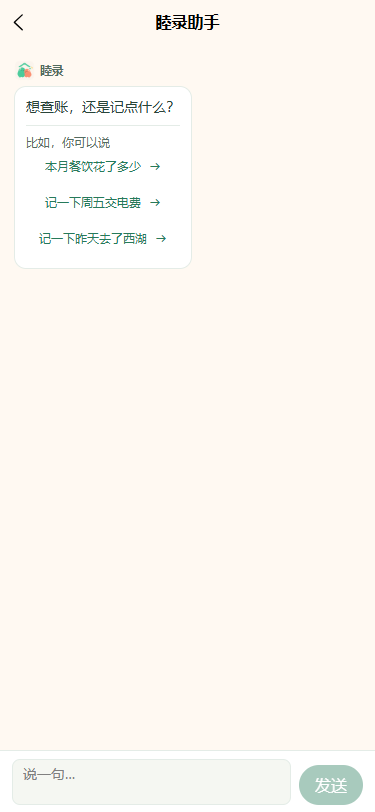 睦录助手
睦录
想查账，还是记点什么？
比如，你可以说
本月餐饮花了多少 →
记一下周五交电费 →
记一下昨天去了西湖 →
说一句...
发送